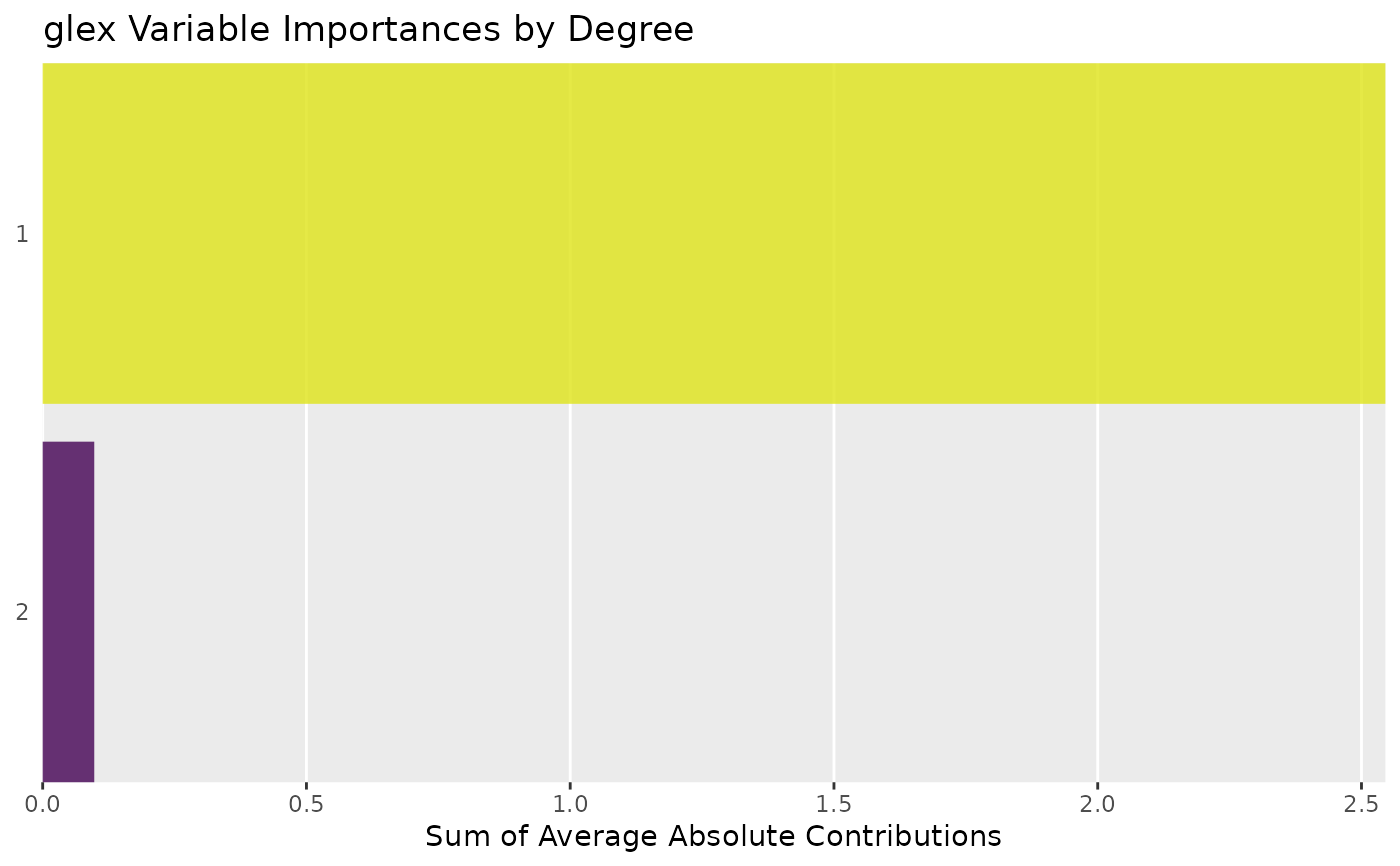 glex Variable Importances by Degree
1
2
0.0 0.5 1.0 1.5 2.0 2.5
Sum of Average Absolute Contributions